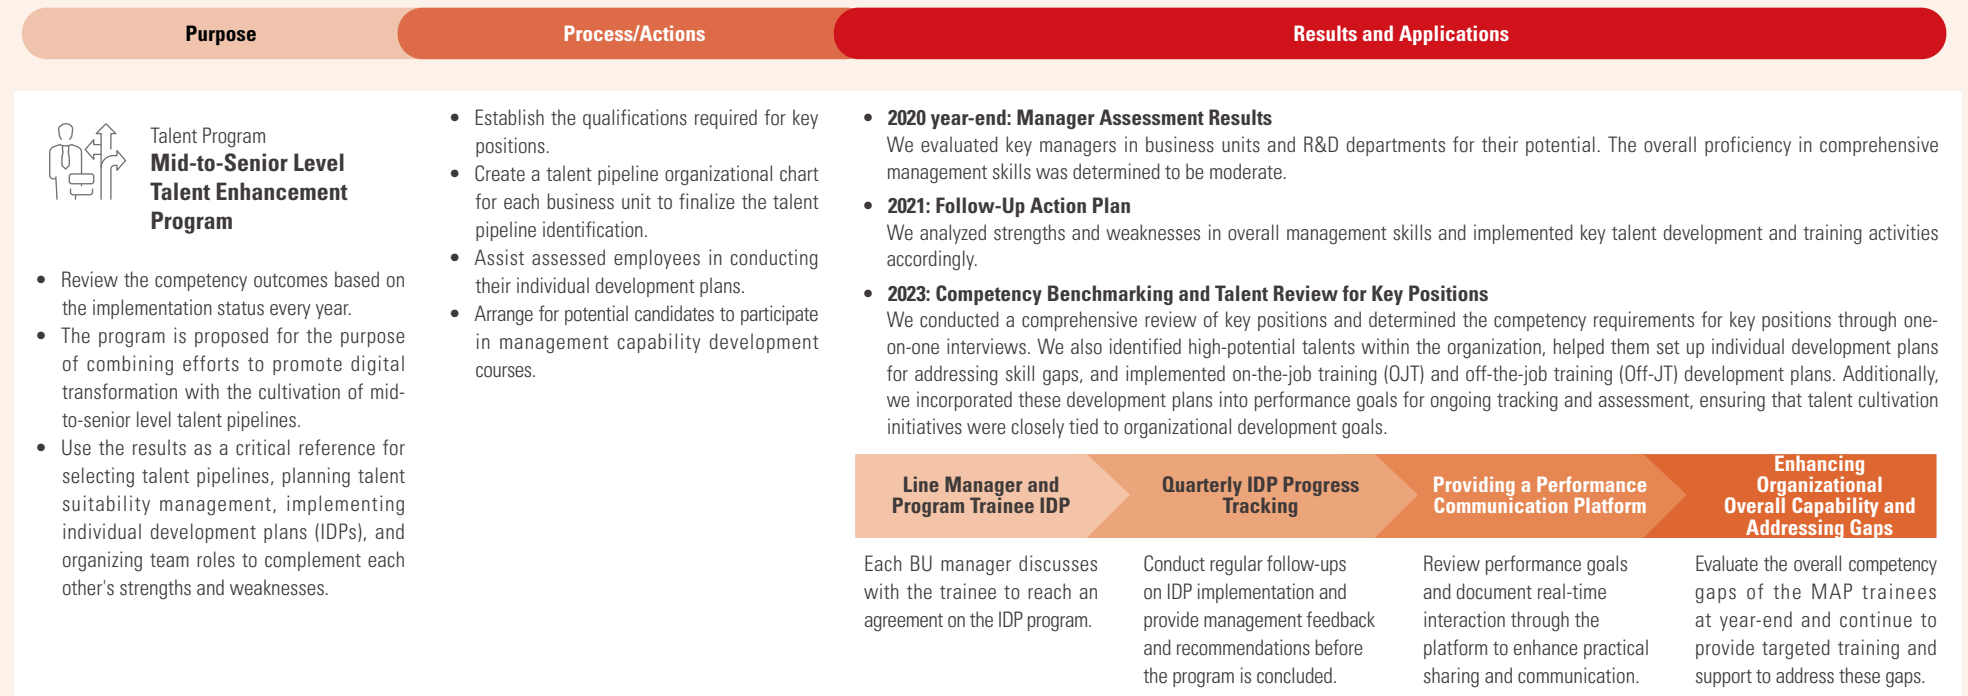 Purpose
Process/Actions
Results and Applications
Talent Program
Mid-to-Senior Level
Talent Enhancement
Program
• Review the competency outcomes based on
the implementation status every year.
• The program is proposed for the purpose
of combining efforts to promote digital
transformation with the cultivation of mid-
to-senior level talent pipelines.
• Use the results as a critical reference for
selecting talent pipelines, planning talent
suitability management, implementing
individual development plans (IDPs), and
organizing team roles to complement each
other's strengths and weaknesses.
• Establish the qualifications required for key
positions.
• Create a talent pipeline organizational chart
for each business unit to finalize the talent
pipeline identification.
• Assist assessed employees in conducting
their individual development plans.
• Arrange for potential candidates to participate
in management capability development
courses.
• 2020 year-end: Manager Assessment Results
We evaluated key managers in business units and R&D departments for their potential. The overall proficiency in comprehensive
management skills was determined to be moderate.
• 2021: Follow-Up Action Plan
We analyzed strengths and weaknesses in overall management skills and implemented key talent development and training activities
accordingly.
• 2023: Competency Benchmarking and Talent Review for Key Positions
We conducted a comprehensive review of key positions and determined the competency requirements for key positions through one-
on-one interviews. We also identified high-potential talents within the organization, helped them set up individual development plans
for addressing skill gaps, and implemented on-the-job training (OJT) and off-the-job training (Off-JT) development plans. Additionally,
we incorporated these development plans into performance goals for ongoing tracking and assessment, ensuring that talent cultivation
initiatives were closely tied to organizational development goals.
Line Manager and
Program Trainee IDP
Each BU manager discusses
with the trainee to reach an
agreement on the IDP program.
Quarterly IDP Progress
Tracking
Conduct regular follow-ups
on IDP implementation and
provide management feedback
and recommendations before
the program is concluded.
Providing a Performance
Communication Platform
Review performance goals
and document real-time
interaction through the
platform to enhance practical
sharing and communication.
Enhancing
Organizational
Overall Capability and
Addressing Gaps
Evaluate the overall competency
gaps of the MAP trainees
at year-end and continue to
provide targeted training and
support to address these gaps.